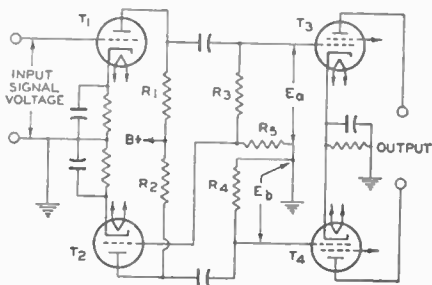 T1
T3
INPUT
SIGNAL
VOLTAGE
R1
R3
Ea
B+
R5
OUTPUT
R2
R4
Eb
T2
T4